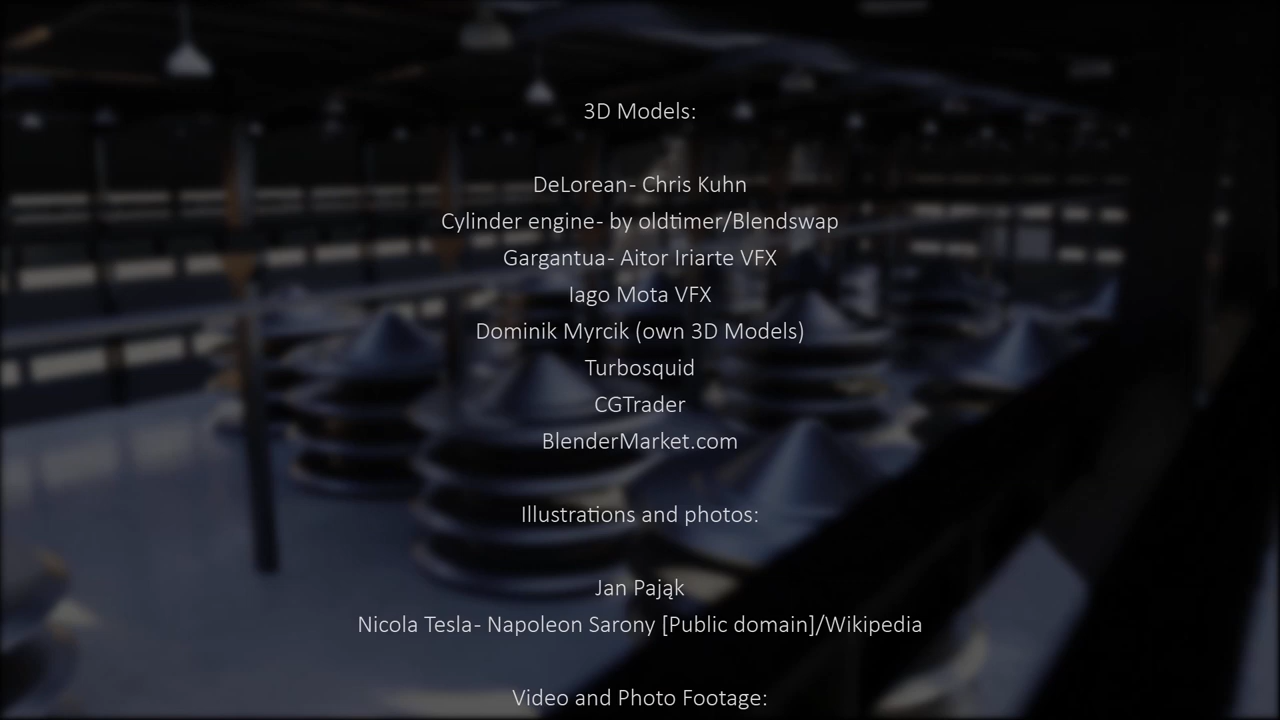 3D Models:
DeLorean- Chris Kuhn
Cylinder engine- by oldtimer/Blendswap
Gargantua- Aitor Iriarte VFX
Iago Mota VFX
Dominik Myrcik (own 3D Models)
Turbosquid
CGTrader
BlenderMarket.com
Illustrations and photos:
Jan Pająk
Nicola Tesla- Napoleon Sarony [Public domain]/Wikipedia
Video and Photo Footage: